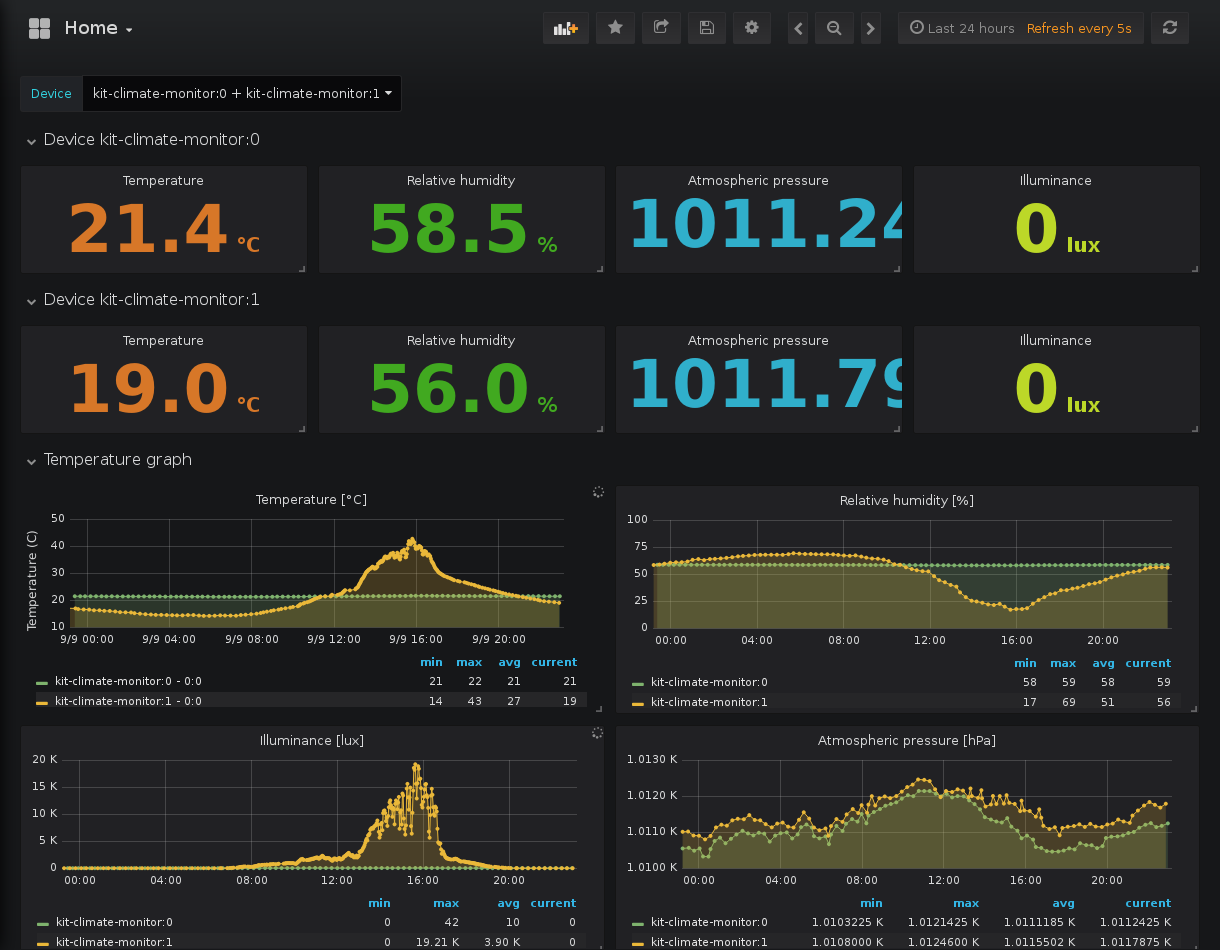 Home
Last 24 hours Refresh every 5s
Device kit-climate-monitor:0 + kit-climate-monitor:1
Device kit-climate-monitor:0
Temperature Relative humidity Atmospheric pressure Illuminance
21.4 °C 58.5 % 1011.24 0 lux
Device kit-climate-monitor:1
Temperature Relative humidity Atmospheric pressure Illuminance
19.0 °C 56.0 % 1011.79 0 lux
Temperature graph
Temperature [°C]
Temperature (C)
50
40
30
20
10
9/9 00:00 9/9 04:00 9/9 08:00 9/9 12:00 9/9 16:00 9/9 20:00
min max avg current
kit-climate-monitor:0 - 0:0 21 22 21 21
kit-climate-monitor:1 - 0:0 14 43 27 19
Relative humidity [%]
100
75
50
25
0
00:00 04:00 08:00 12:00 16:00 20:00
min max avg current
kit-climate-monitor:0 58 59 58 59
kit-climate-monitor:1 17 69 51 56
Illuminance [lux]
20 K
15 K
10 K
5 K
0
00:00 04:00 08:00 12:00 16:00 20:00
min max avg current
kit-climate-monitor:0 0 42 10 0
kit-climate-monitor:1 0 19.21 K 3.90 K 0
Atmospheric pressure [hPa]
1.0130 K
1.0120 K
1.0110 K
1.0100 K
00:00 04:00 08:00 12:00 16:00 20:00
min max avg current
kit-climate-monitor:0 1.0103225 K 1.0121425 K 1.0111185 K 1.0112425 K
kit-climate-monitor:1 1.0108000 K 1.0124600 K 1.0115502 K 1.0117875 K